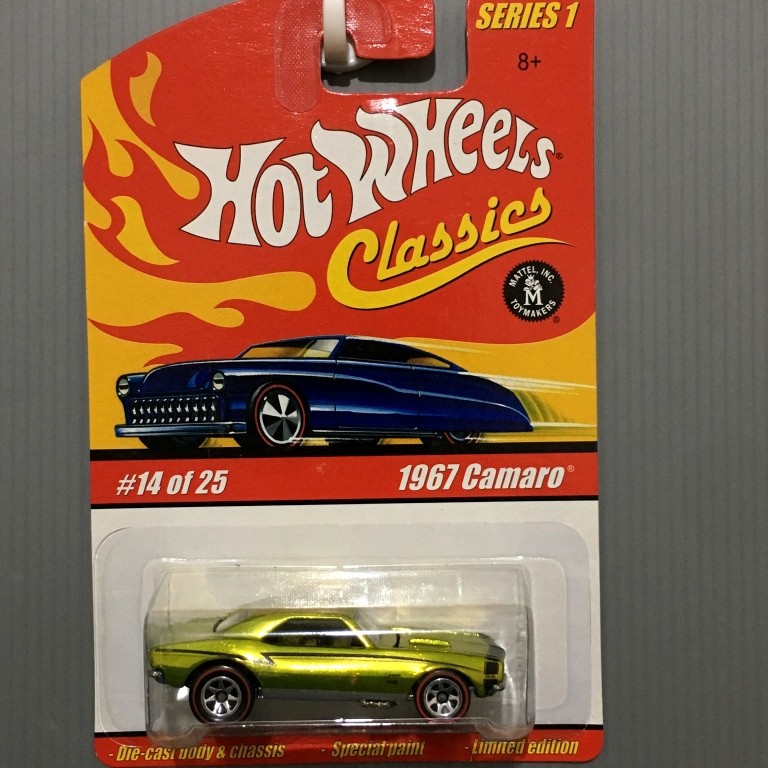 SERIES 1
8+
HOT WHEELS®
Classics
MATTEL, INC.
M
TOYMAKERS®
#14 of 25
1967 Camaro®
- Die-cast body & chassis - Special paint - Limited edition